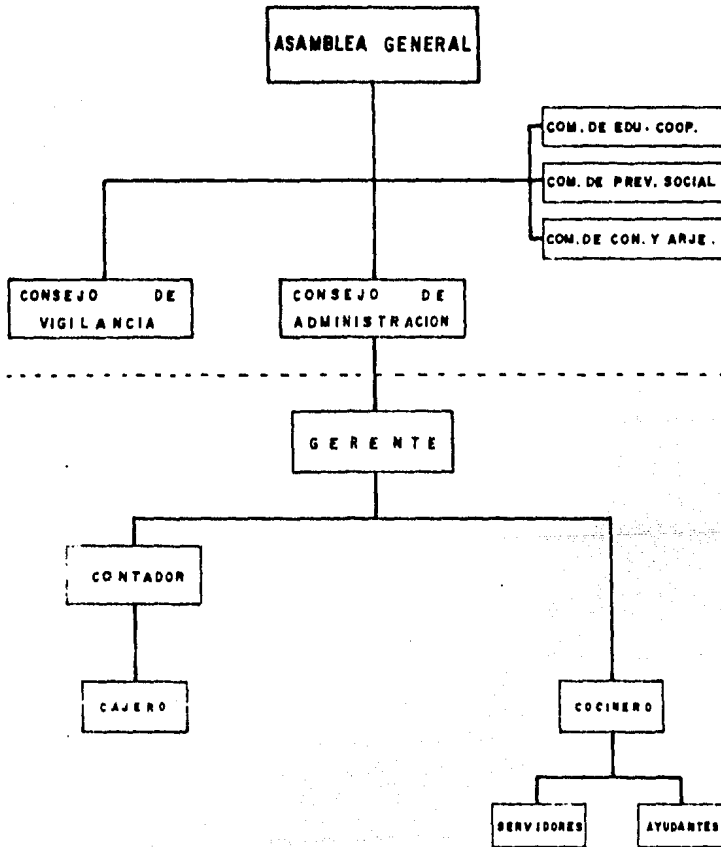 ASAMBLEA GENERAL
COM. DE EDU. COOP.
COM. DE PREV. SOCIAL
COM. DE CON. Y ARJE.
CONSEJO DE
VIGILANCIA
CONSEJO DE
ADMINISTRACION
GERENTE
CONTADOR
CAJERO
COCINERO
SERVIDORES
AYUDANTES